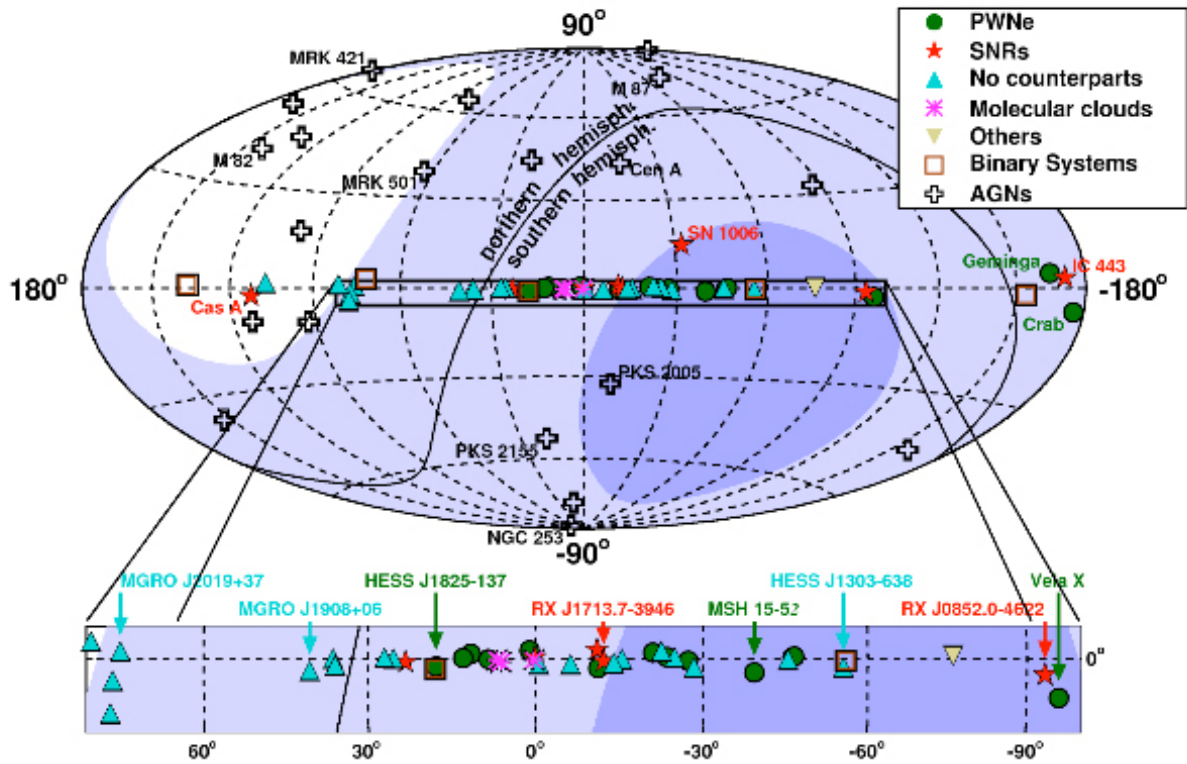 90°
PWNe
SNRs
No counterparts
Molecular clouds
Others
Binary Systems
AGNs
MRK 421
M 87
M 82
MRK 501
northern hemisph.
southern hemisph.
Cen A
SN 1006
Geminga
IC 443
180°
-180°
Cas A
Crab
PKS 2005
PKS 2155
NGC 253
-90°
MGRO J2019+37
HESS J1825-137
HESS J1303-638
Vela X
MGRO J1908+06
RX J1713.7-3946
MSH 15-52
RX J0852.0-4622
0°
60°
30°
0°
-30°
-60°
-90°